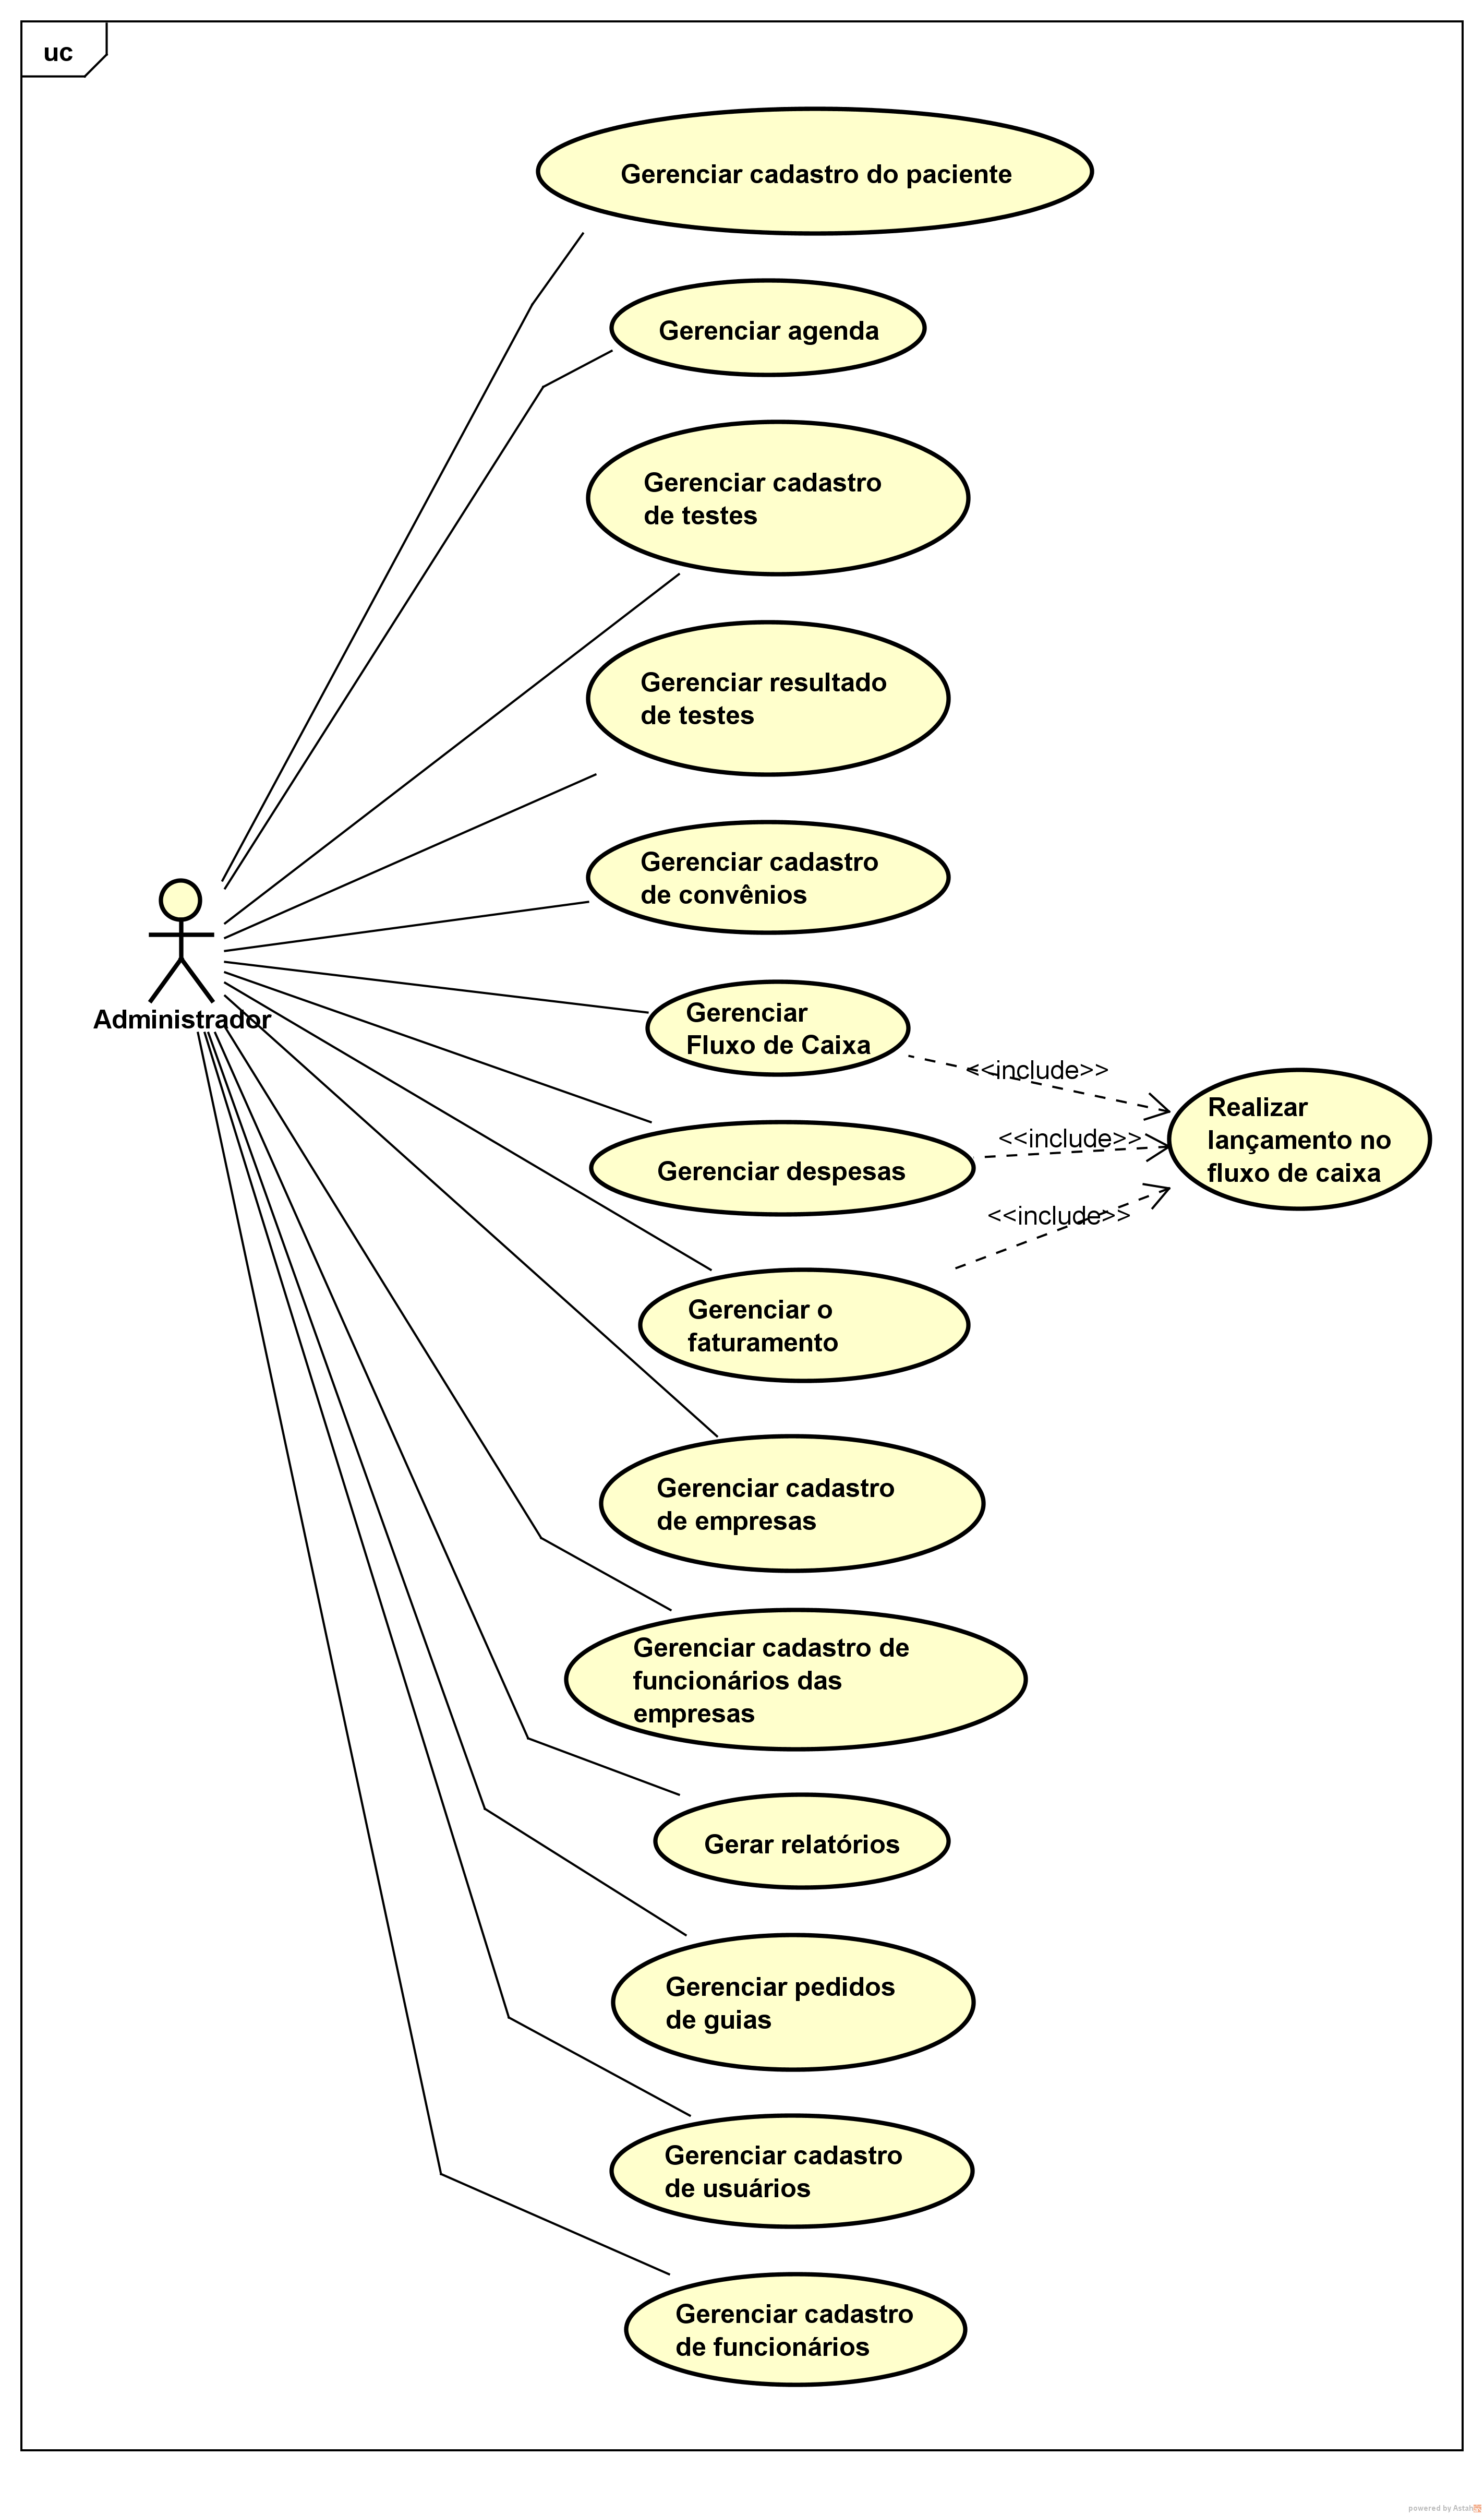 uc
Gerenciar cadastro do paciente
Gerenciar agenda
Gerenciar cadastro
de testes
Gerenciar resultado
de testes
Gerenciar cadastro
de convênios
Administrador
Gerenciar
Fluxo de Caixa
<<include>>
Realizar
lançamento no
fluxo de caixa
<<include>>
Gerenciar despesas
<<include>>
Gerenciar o
faturamento
Gerenciar cadastro
de empresas
Gerenciar cadastro de
funcionários das
empresas
Gerar relatórios
Gerenciar pedidos
de guias
Gerenciar cadastro
de usuários
Gerenciar cadastro
de funcionários
powered by Astah